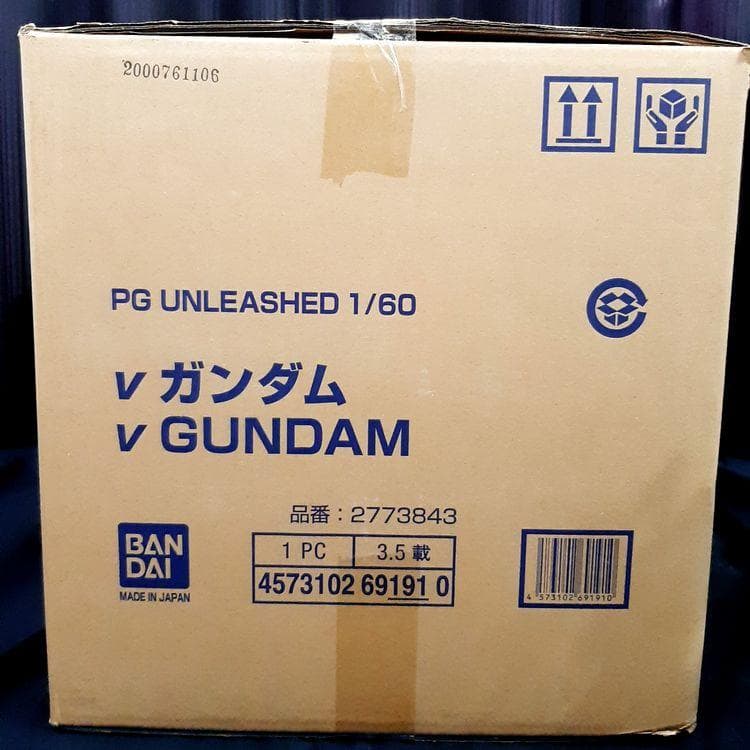 2000761106
PG UNLEASHED 1/60
ν ガンダム
ν GUNDAM
品番：2773843
BAN
DAI
MADE IN JAPAN
1 PC 3.5 載
4573102 69191 0
4 573102 691910